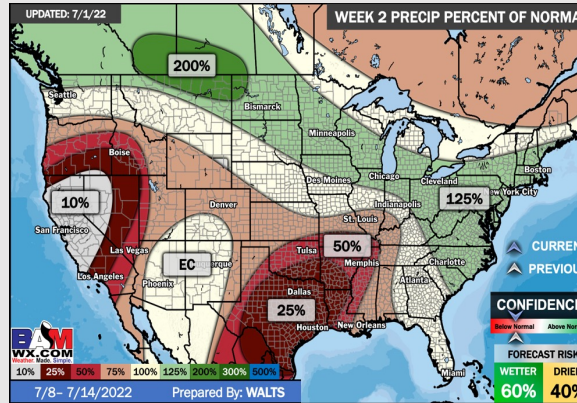 UPDATED: 7/1/22
WEEK 2 PRECIP PERCENT OF NORMA
200%
Seattle
Bismarck
Minneapolis
Boise
Boston
Chicago
Cleveland
Des Moines
New York City
10%
125%
Denver
Indianapolis
San Francisco
St. Louis
50%
Las Vegas
Tulsa
CURREN
EC
erque
Memphis
Charlotte
PREVIOU
Los Angeles
Phoenix
Atlanta
Dallas
25%
CONFIDENC
Houston
New Orleans
Below Normal
Above Nor
BAM
WX.COM
Weather. Made. Simple.
FORECAST RISK
10% 25% 50% 75% 100% 125% 200% 300% 500%
Miami
WETTER
DRIE
60%
40%
7/8- 7/14/2022
Prepared By: WALTS